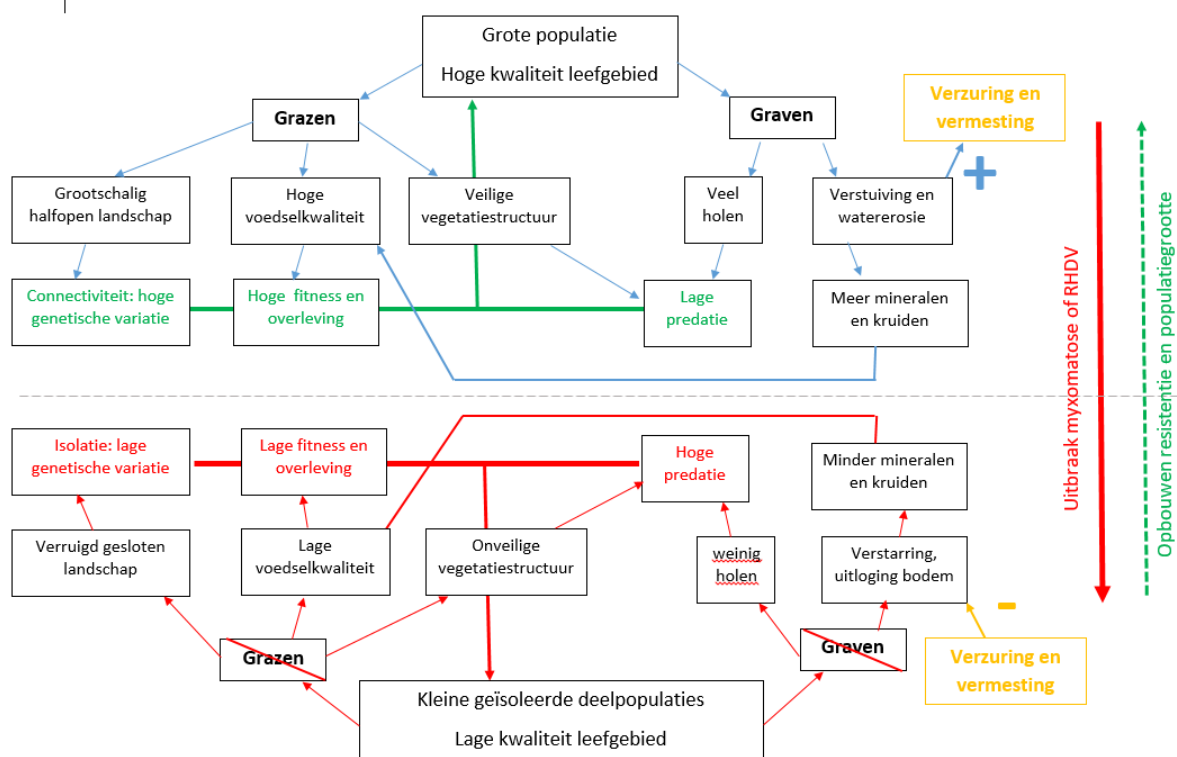 Grote populatie
Hoge kwaliteit leefgebied
Grazen
Graven
Verzuring en
vermesting
Grootschalig
halfopen landschap
Hoge
voedselkwaliteit
Veilige
vegetatiestructuur
Veel
holen
Verstuiving en
watererosie
+
Connectiviteit: hoge
genetische variatie
Hoge fitness en
overleving
Lage
predatie
Meer mineralen
en kruiden
Uitbraak myxomatose of RHDV
Opbouwen resistentie en populatiegrootte
Isolatie: lage
genetische variatie
Lage fitness en
overleving
Hoge
predatie
Minder mineralen
en kruiden
Verruigd gesloten
landschap
Lage
voedselkwaliteit
Onveilige
vegetatiestructuur
weinig
holen
Verstarring,
uitloging bodem
-
Grazen
Graven
Verzuring en
vermesting
Kleine geïsoleerde deelpopulaties
Lage kwaliteit leefgebied